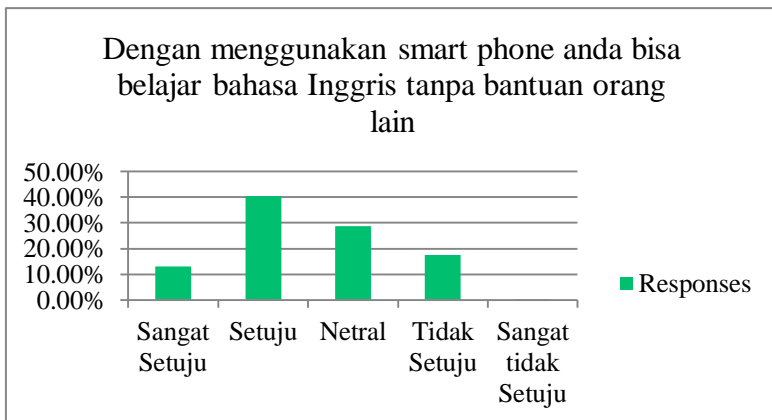 Dengan menggunakan smart phone anda bisa
belajar bahasa Inggris tanpa bantuan orang
lain
50.00%
40.00%
30.00%
20.00%
10.00%
0.00%
Sangat
Setuju
Setuju
Netral
Tidak
Setuju
Sangat
tidak
Setuju
Responses